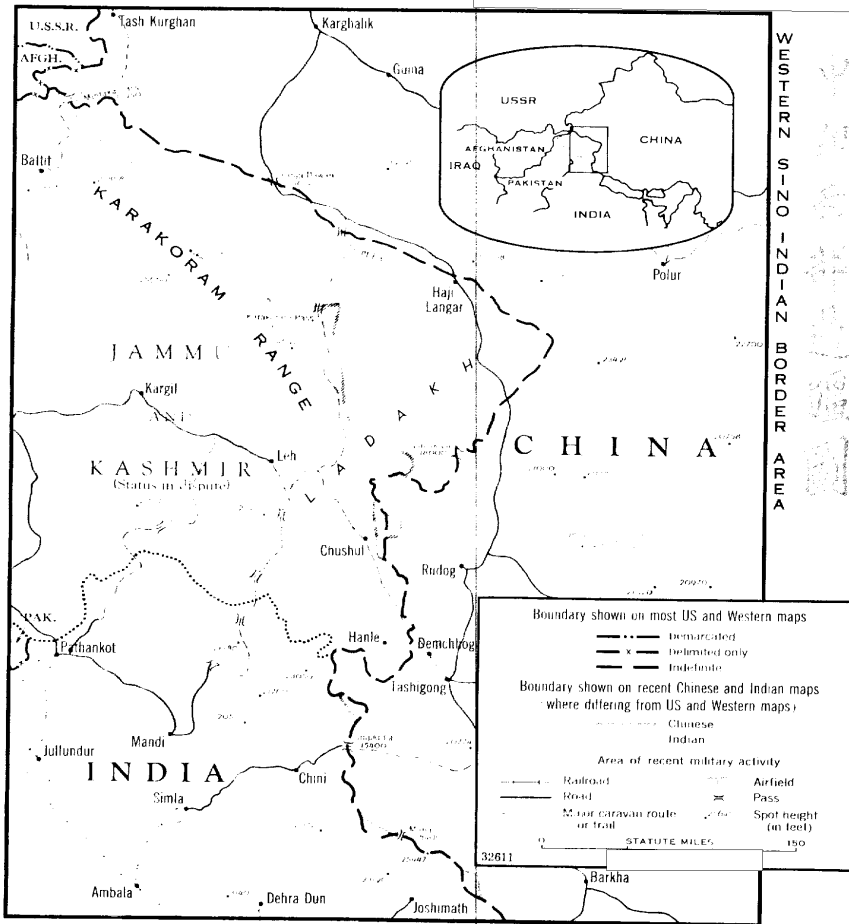 U.S.S.R.
Tash Kurghan
Karghalik
AFGH.
Guma
USSR
CHINA
AFGHANISTAN
IRAQ
PAKISTAN
INDIA
WESTERN SINO INDIAN BORDER AREA
Baltit
KARAKORAM RANGE
Polur
Haji
Langar
JAMMU
Kargil
AND
KASHMIR
(Status in dispute)
Leh
LADAKH
CHINA
Chushul
Rudog
PAK.
Pathankot
Hanle
Demchhog
Tashigong
Mandi
Jullundur
INDIA
Chini
Simla
Ambala
Dehra Dun
Joshimath
Barkha
20970
Boundary shown on most US and Western maps
Demarcated
Delimited only
Indefinite
Boundary shown on recent Chinese and Indian maps
where differing from US and Western maps)
Chinese
Indian
Area of recent military activity
Railroad
Airfield
Road
Pass
Major caravan route
or trail
Spot height
(in feet)
0 STATUTE MILES 150
32611